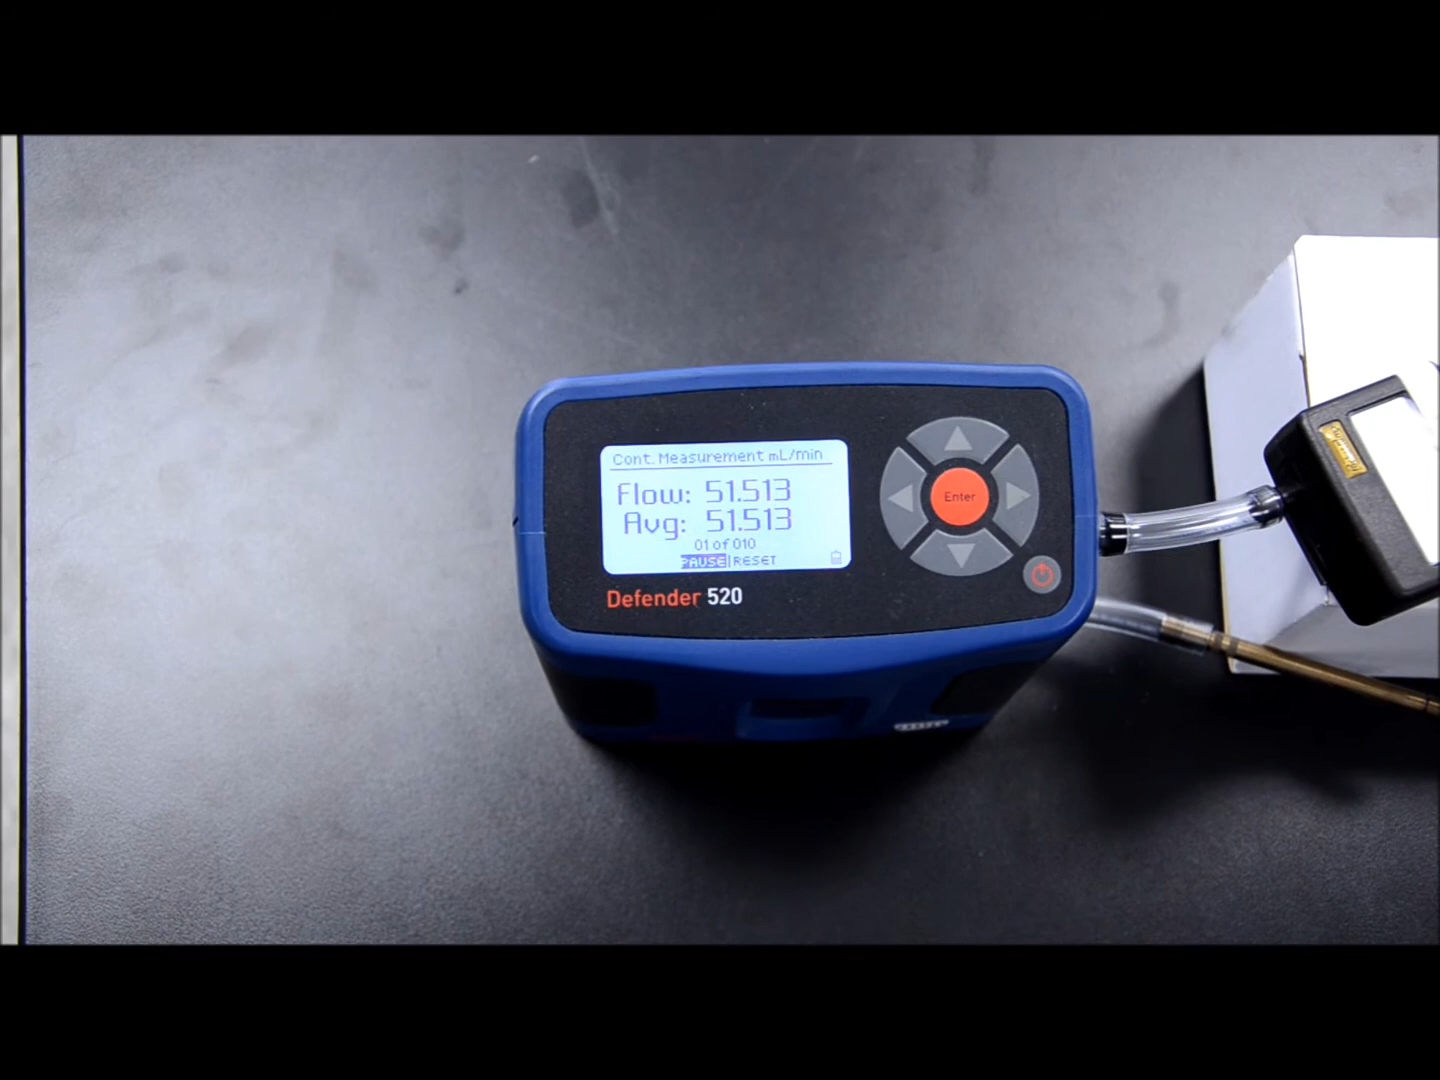 Cont. Measurement mL/min
Flow: 51.513
Avg: 51.513
01 of 010
PAUSE|RESET
Enter
Defender 520